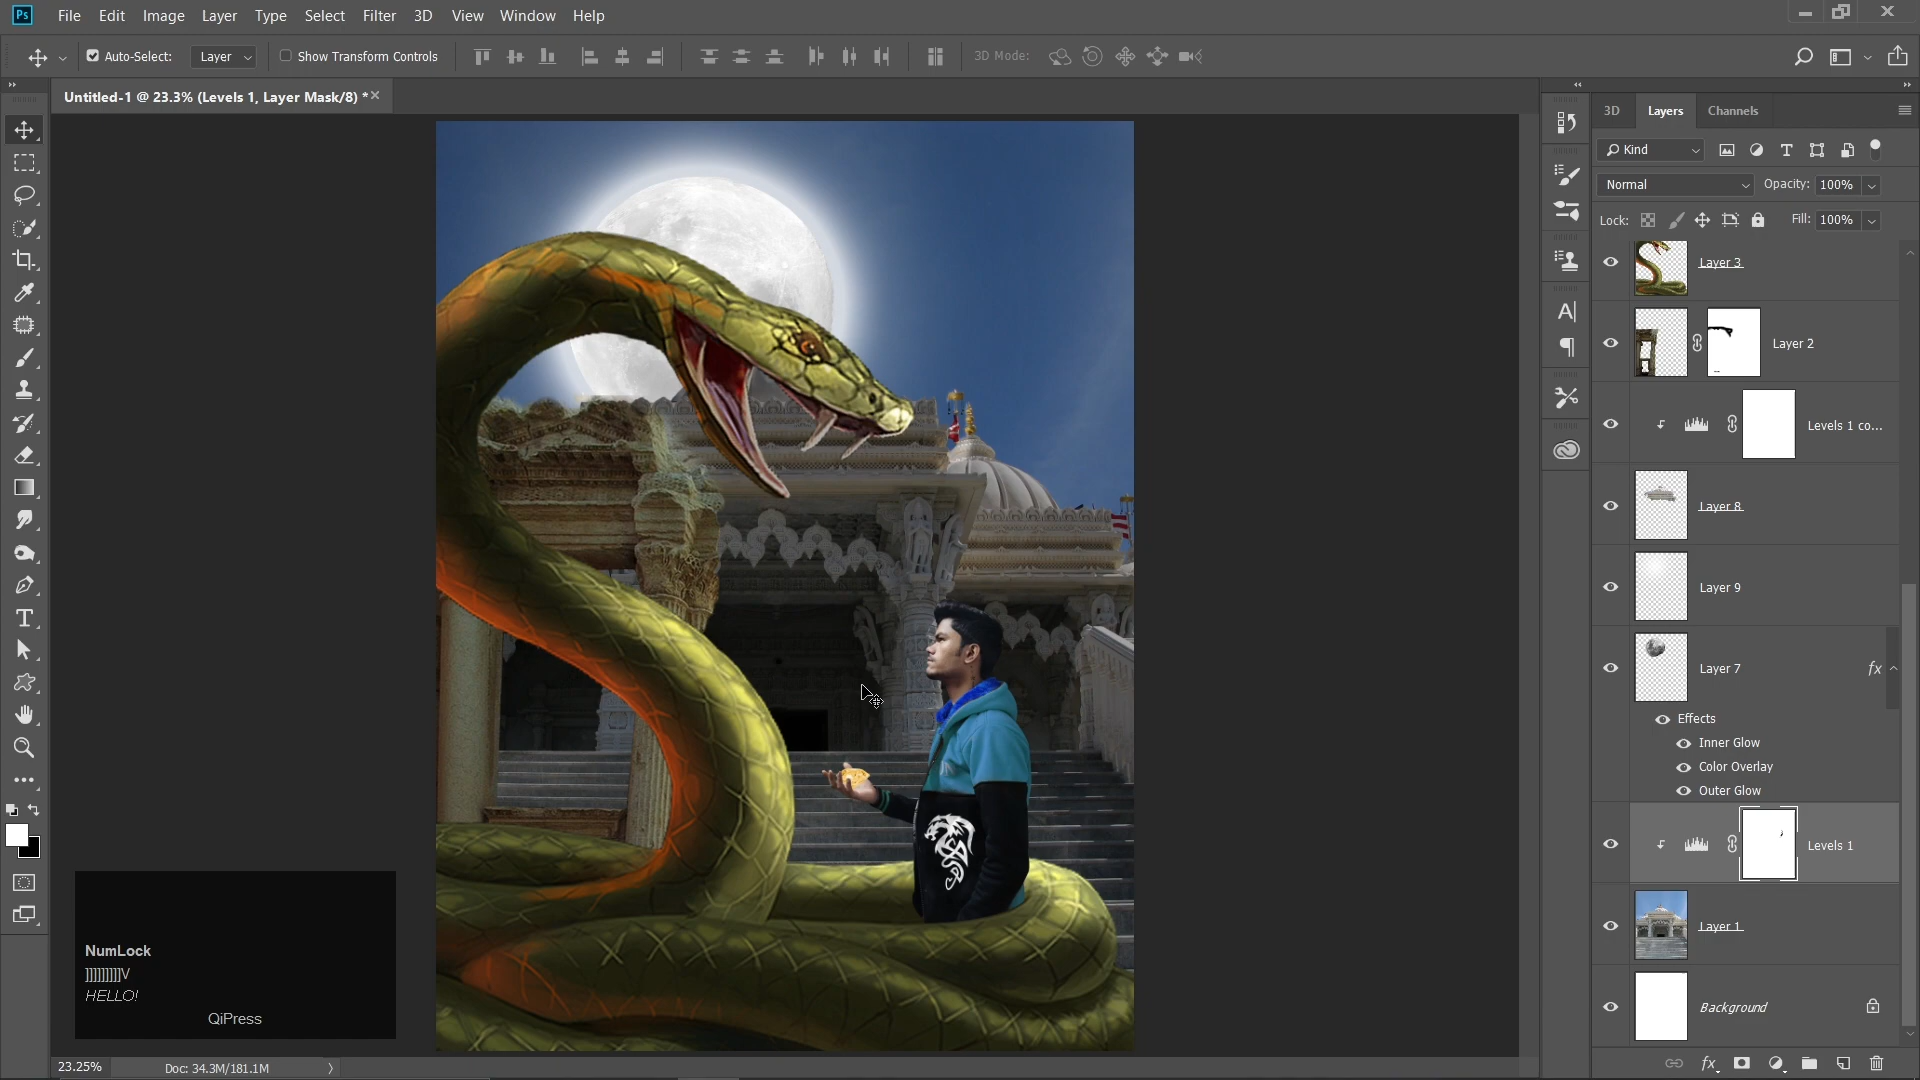 Ps File Edit Image Layer Type Select Filter 3D View Window Help
Auto-Select: Layer Show Transform Controls 3D Mode:
Untitled-1 @ 23.3% (Levels 1, Layer Mask/8) *
3D Layers Channels
Kind
Normal Opacity: 100%
Lock: Fill: 100%
Layer 3
Layer 2
Levels 1 co...
Layer 8
Layer 9
Layer 7 fx
Effects
Inner Glow
Color Overlay
Outer Glow
Levels 1
Layer 1
Background
NumLock
]]]]]]]]]V
HELLO!
QiPress
23.25% Doc: 34.3M/181.1M
fx